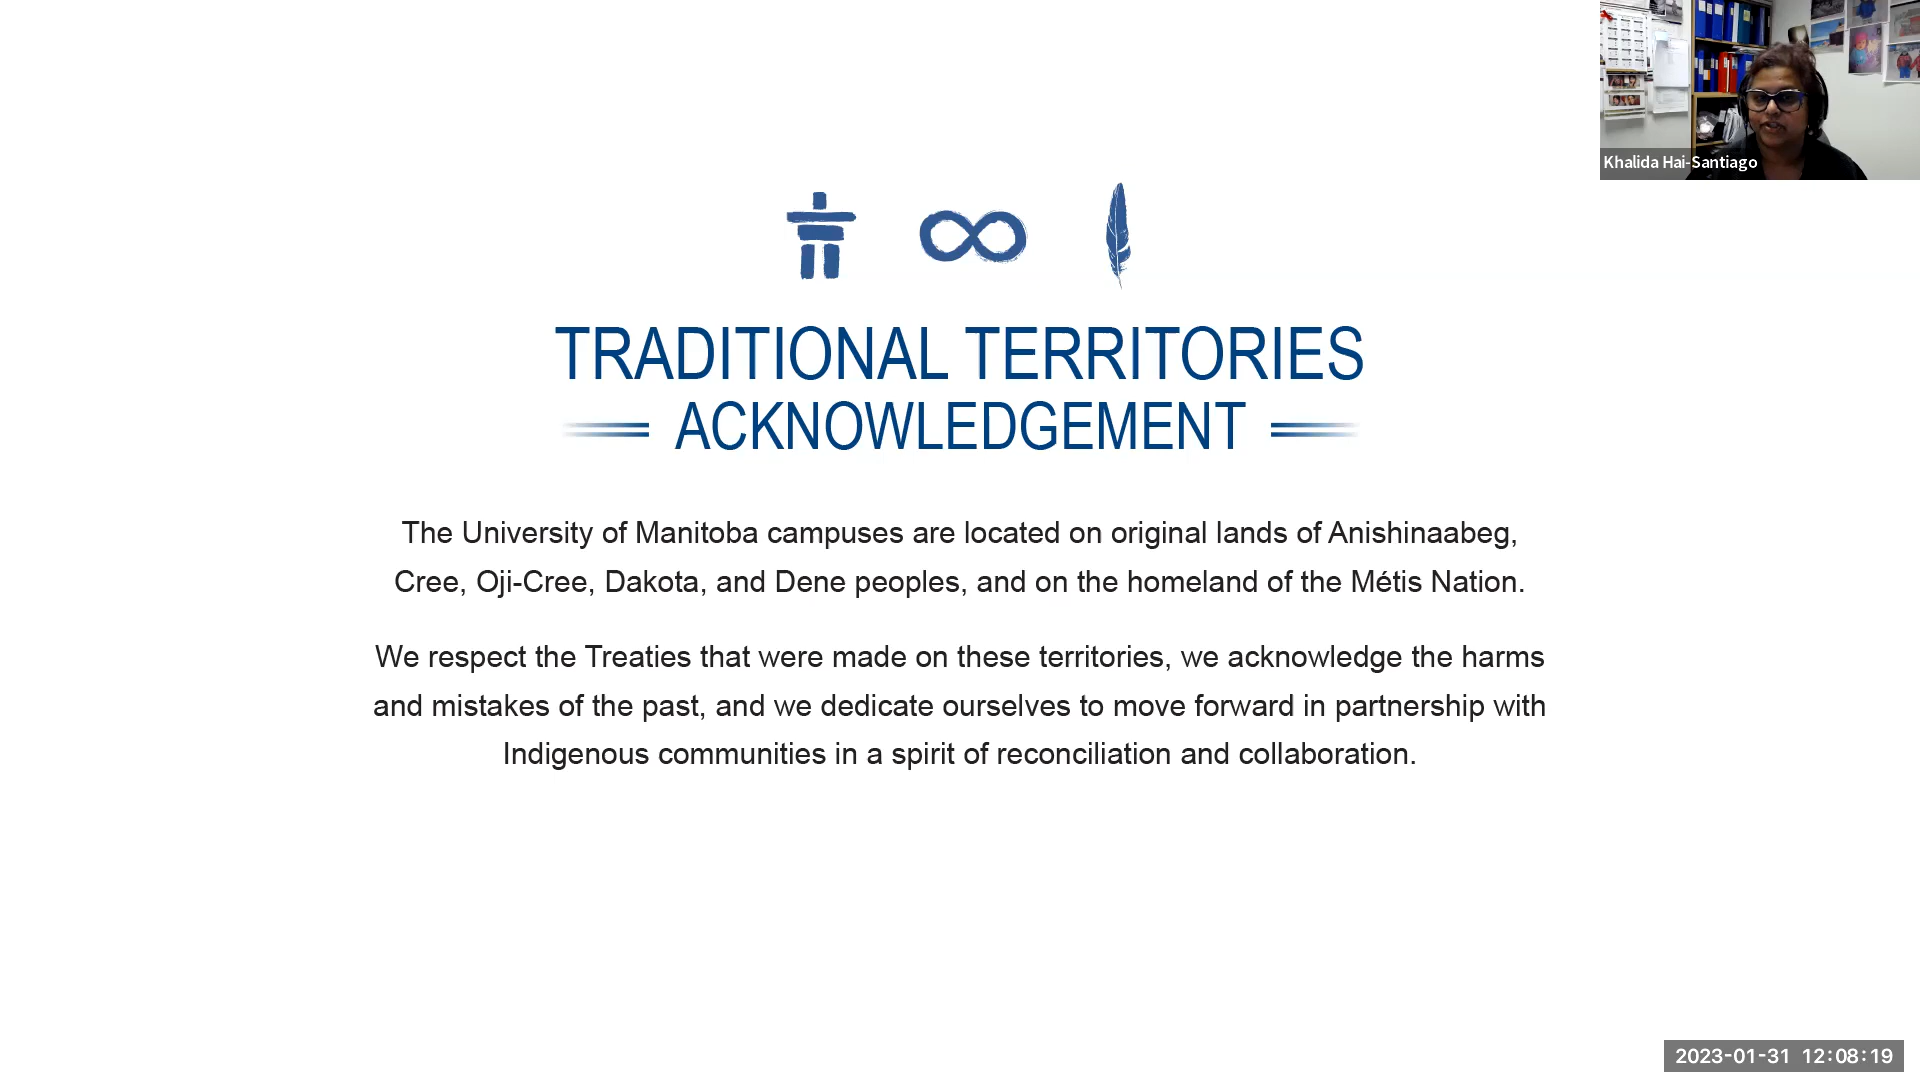 Khalida Hai-Santiago
TRADITIONAL TERRITORIES
ACKNOWLEDGEMENT
The University of Manitoba campuses are located on original lands of Anishinaabeg,
Cree, Oji-Cree, Dakota, and Dene peoples, and on the homeland of the Métis Nation.
We respect the Treaties that were made on these territories, we acknowledge the harms
and mistakes of the past, and we dedicate ourselves to move forward in partnership with
Indigenous communities in a spirit of reconciliation and collaboration.
2023-01-31 12:08:19